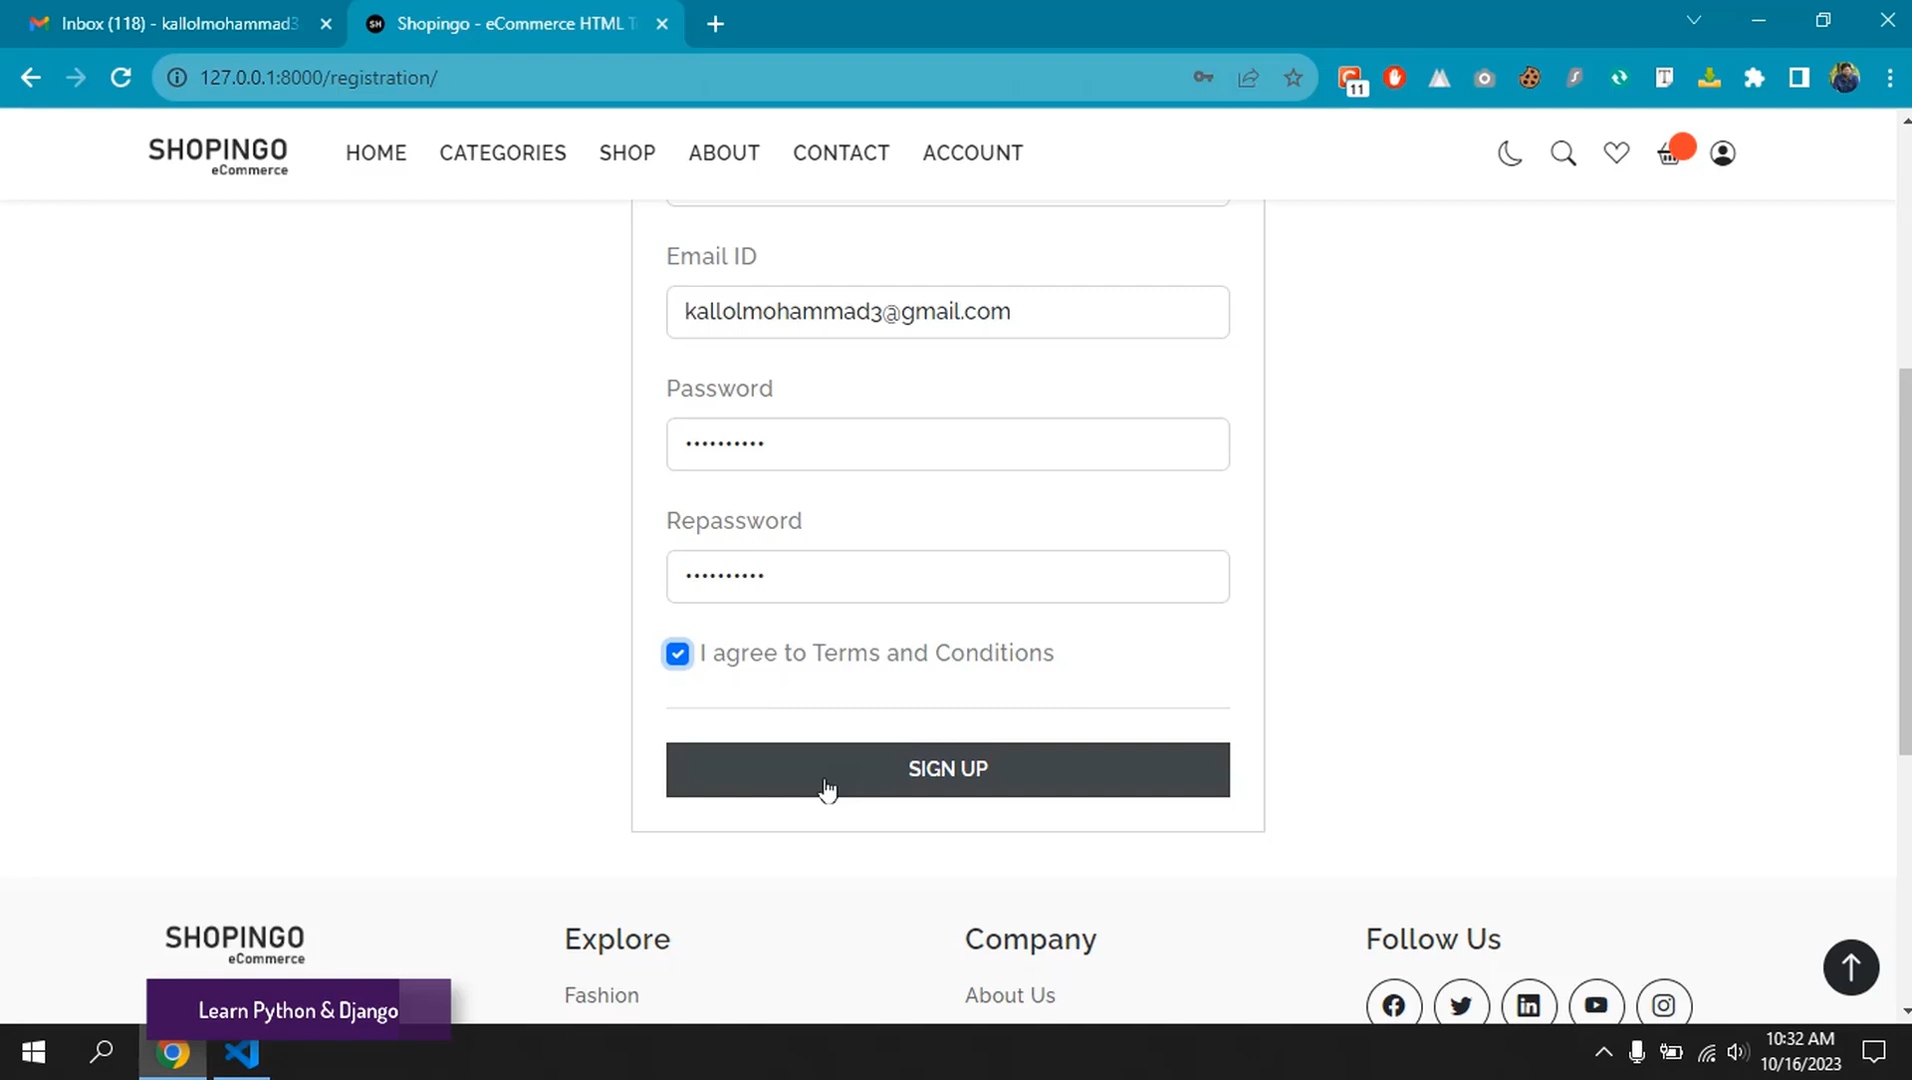 Inbox (118) - kallolmohammad3
Shopingo - eCommerce HTML T
127.0.0.1:8000/registration/
11
SHOPINGO
eCommerce
HOME
CATEGORIES
SHOP
ABOUT
CONTACT
ACCOUNT
Email ID
kallolmohammad3@gmail.com
Password
••••••••••
Repassword
••••••••••
I agree to Terms and Conditions
SIGN UP
SHOPINGO
eCommerce
Explore
Fashion
Company
About Us
Follow Us
Learn Python & Django
10:32 AM
10/16/2023